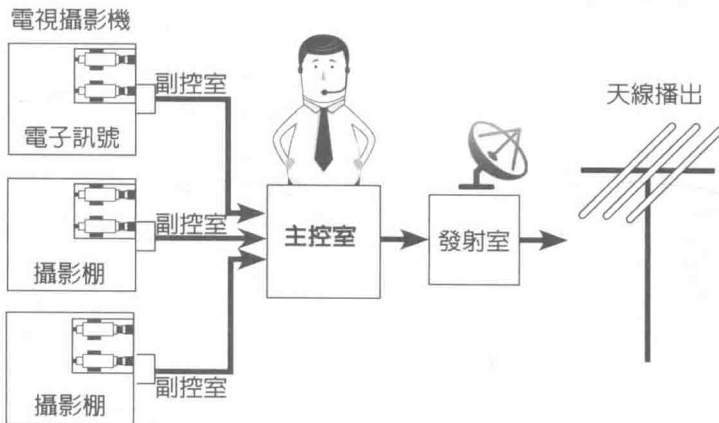 電視攝影機
副控室
電子訊號
天線播出
副控室
攝影棚
主控室
發射室
副控室
攝影棚